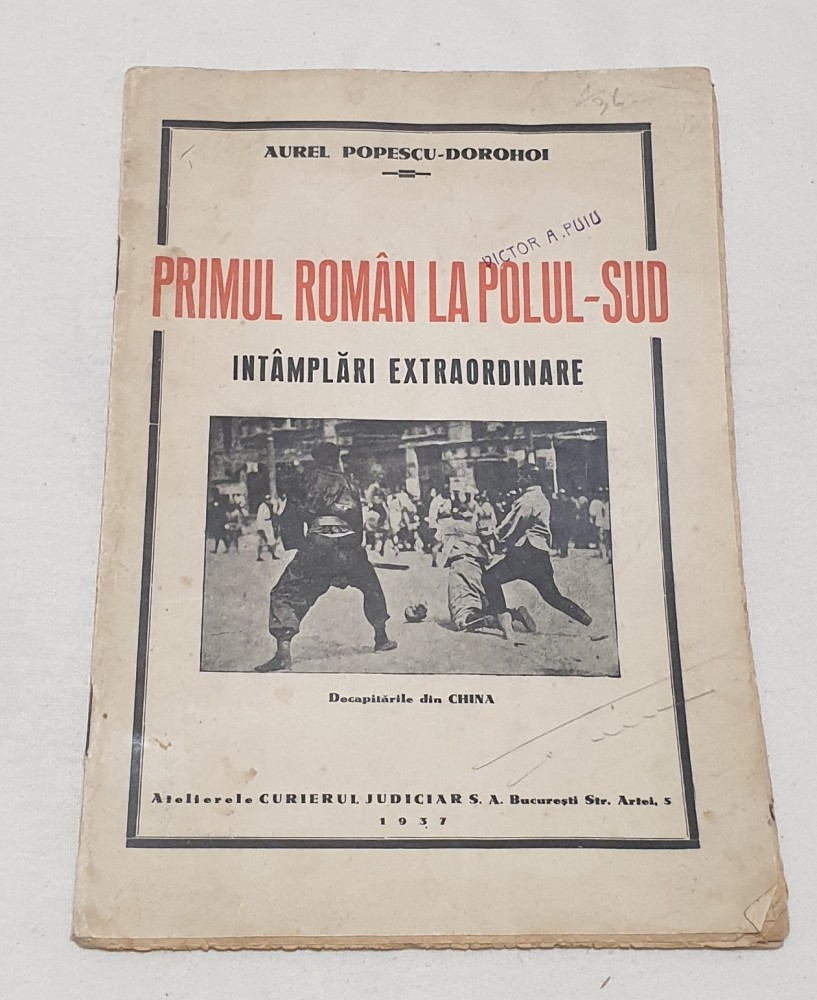 36
AUREL POPESCU-DOROHOI
VICTOR A. PUIU
PRIMUL ROMÂN LA POLUL-SUD
INTÂMPLĂRI EXTRAORDINARE
Decapitările din CHINA
Atelierele CURIERUL JUDICIAR S. A. București Str. Artei, 5
1937